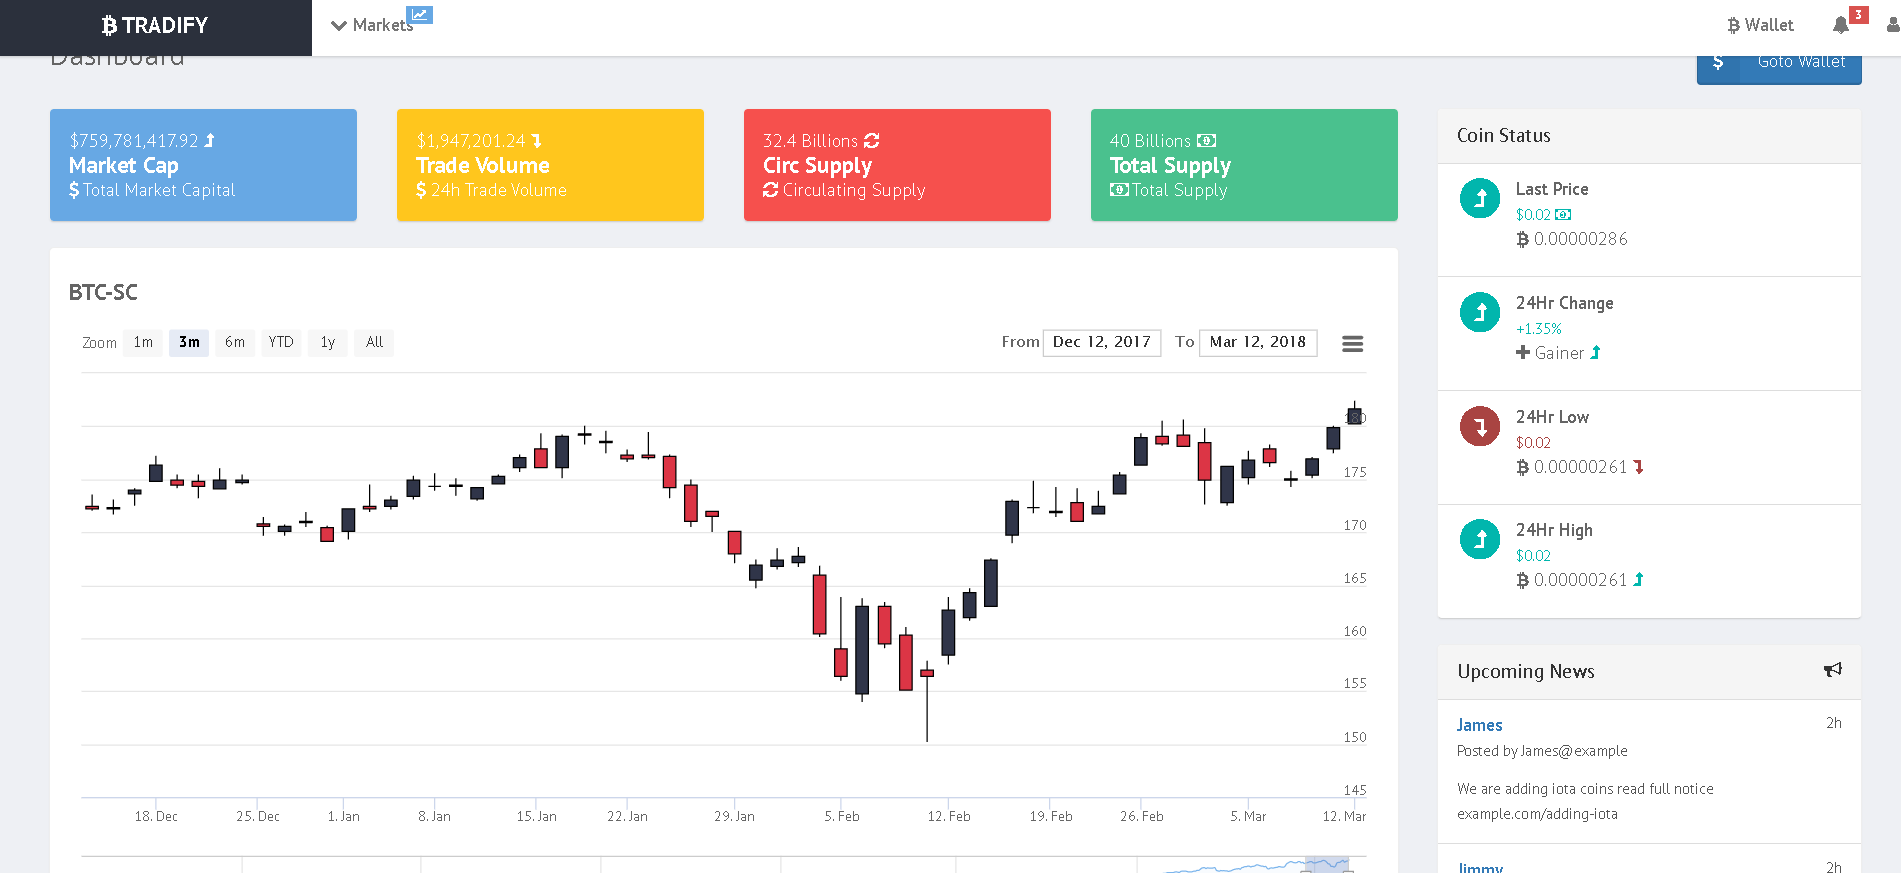 TRADIFY
Markets
Wallet
3
Dashboard
$ Goto Wallet
$759,781,417.92
Market Cap
$ Total Market Capital
$1,947,201.24
Trade Volume
$ 24h Trade Volume
32.4 Billions
Circ Supply
Circulating Supply
40 Billions
Total Supply
Total Supply
BTC-SC
Zoom 1m 3m 6m YTD 1y All
From Dec 12, 2017 To Mar 12, 2018
180
175
170
165
160
155
150
145
18. Dec 25. Dec 1. Jan 8. Jan 15. Jan 22. Jan 29. Jan 5. Feb 12. Feb 19. Feb 26. Feb 5. Mar 12. Mar
Coin Status
Last Price
$0.02
0.00000286
24Hr Change
+1.35%
Gainer
24Hr Low
$0.02
0.00000261
24Hr High
$0.02
0.00000261
Upcoming News
James 2h
Posted by James@example
We are adding iota coins read full notice
example.com/adding-iota
Jimmy 2h